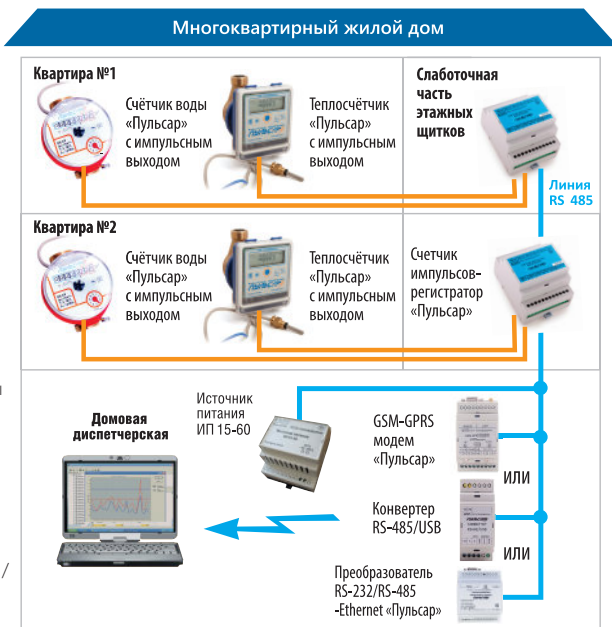 Многоквартирный жилой дом
Квартира №1
Счётчик воды
«Пульсар»
с импульсным
выходом
Теплосчётчик
«Пульсар»
с импульсным
выходом
Слаботочная
часть
этажных
щитков
Линия
RS 485
Квартира №2
Счётчик воды
«Пульсар»
с импульсным
выходом
Теплосчётчик
«Пульсар»
с импульсным
выходом
Счетчик
импульсов-
регистратор
«Пульсар»
Домовая
диспетчерская
Источник
питания
ИП 15-60
GSM-GPRS
модем
«Пульсар»
ИЛИ
Конвертер
RS-485/USB
ИЛИ
Преобразователь
RS-232/RS-485
-Ethernet «Пульсар»
/